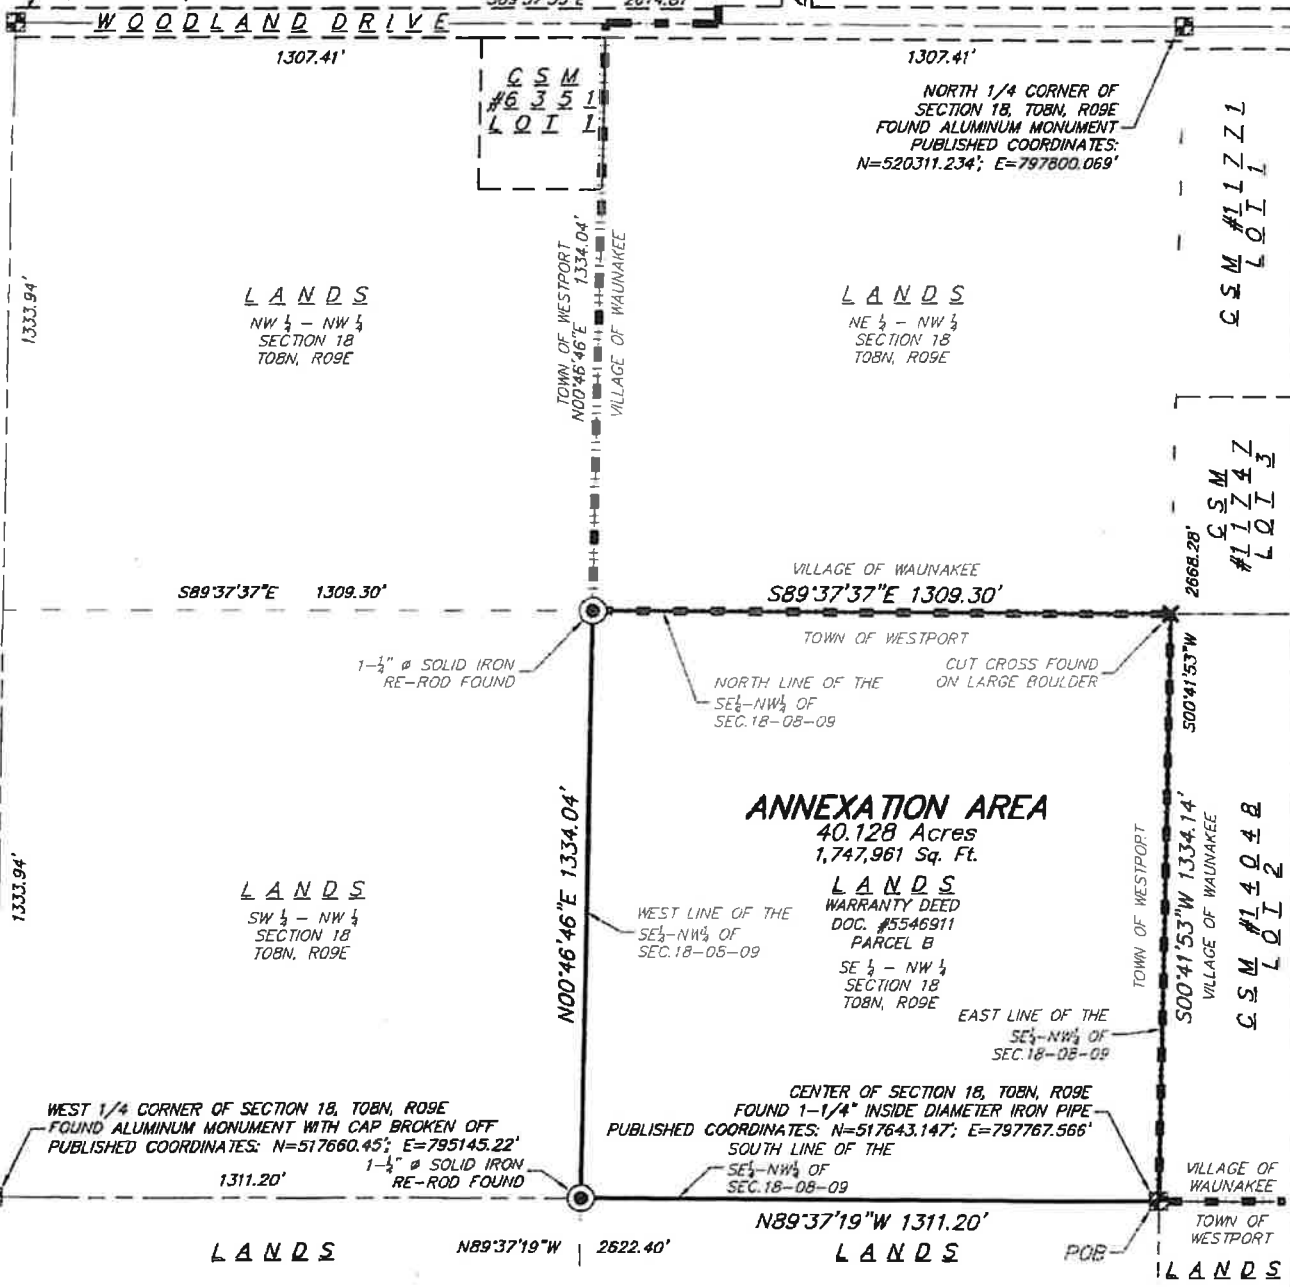 WOODLAND DRIVE
1307.41'
1307.41'
CSM
#6351
LOT 1
NORTH 1/4 CORNER OF
SECTION 18, T08N, R09E
FOUND ALUMINUM MONUMENT
PUBLISHED COORDINATES:
N=520311.234'; E=797800.069'
CSM #11771
LOT 1
1333.94'
TOWN OF WESTPORT
N00°46'46"E 1334.04'
VILLAGE OF WAUNAKEE
LANDS
NW 1/4 - NW 1/4
SECTION 18
T08N, R09E
LANDS
NE 1/4 - NW 1/4
SECTION 18
T08N, R09E
CSM
#11747
LOT 3
2668.28'
S00°41'53"W
S89°37'37"E 1309.30'
VILLAGE OF WAUNAKEE
S89°37'37"E 1309.30'
TOWN OF WESTPORT
1-1/4" ø SOLID IRON
RE-ROD FOUND
CUT CROSS FOUND
ON LARGE BOULDER
NORTH LINE OF THE
SE1/4-NW1/4 OF
SEC.18-08-09
1333.94'
N00°46'46"E 1334.04'
ANNEXATION AREA
40.128 Acres
1,747,961 Sq. Ft.
LANDS
WARRANTY DEED
DOC. #5546911
PARCEL B
SE 1/4 - NW 1/4
SECTION 18
T08N, R09E
LANDS
SW 1/4 - NW 1/4
SECTION 18
T08N, R09E
WEST LINE OF THE
SE1/4-NW1/4 OF
SEC.18-08-09
TOWN OF WESTPORT
S00°41'53"W 1334.14'
VILLAGE OF WAUNAKEE
CSM #14048
LOT 2
EAST LINE OF THE
SE1/4-NW1/4 OF
SEC.18-08-09
WEST 1/4 CORNER OF SECTION 18, T08N, R09E
FOUND ALUMINUM MONUMENT WITH CAP BROKEN OFF
PUBLISHED COORDINATES: N=517660.45'; E=795145.22'
CENTER OF SECTION 18, T08N, R09E
FOUND 1-1/4" INSIDE DIAMETER IRON PIPE
PUBLISHED COORDINATES: N=517643.147'; E=797767.566'
1-1/4" ø SOLID IRON
RE-ROD FOUND
1311.20'
SOUTH LINE OF THE
SE1/4-NW1/4 OF
SEC.18-08-09
VILLAGE OF
WAUNAKEE
N89°37'19"W 1311.20'
TOWN OF
WESTPORT
LANDS
N89°37'19"W 2622.40'
LANDS
POB
LANDS